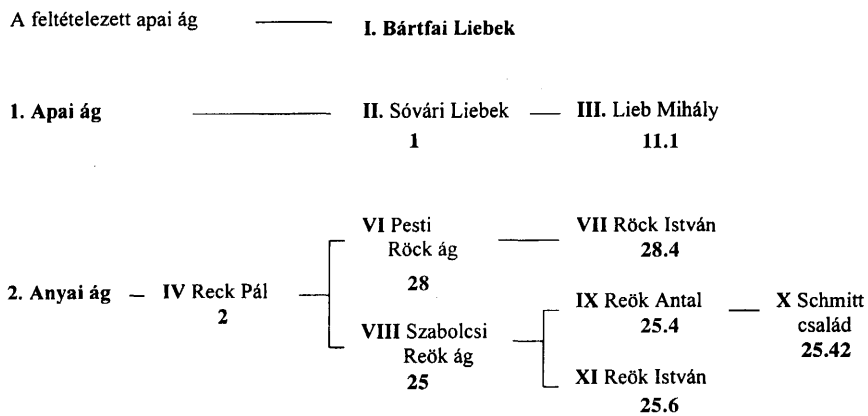 A feltételezett apai ág
I. Bártfai Liebek
1. Apai ág
II. Sóvári Liebek
1
III. Lieb Mihály
11.1
VI Pesti
Röck ág
28
VII Röck István
28.4
2. Anyai ág – IV Reck Pál
2
VIII Szabolcsi
Reök ág
25
IX Reök Antal
25.4
X Schmitt
család
25.42
XI Reök István
25.6